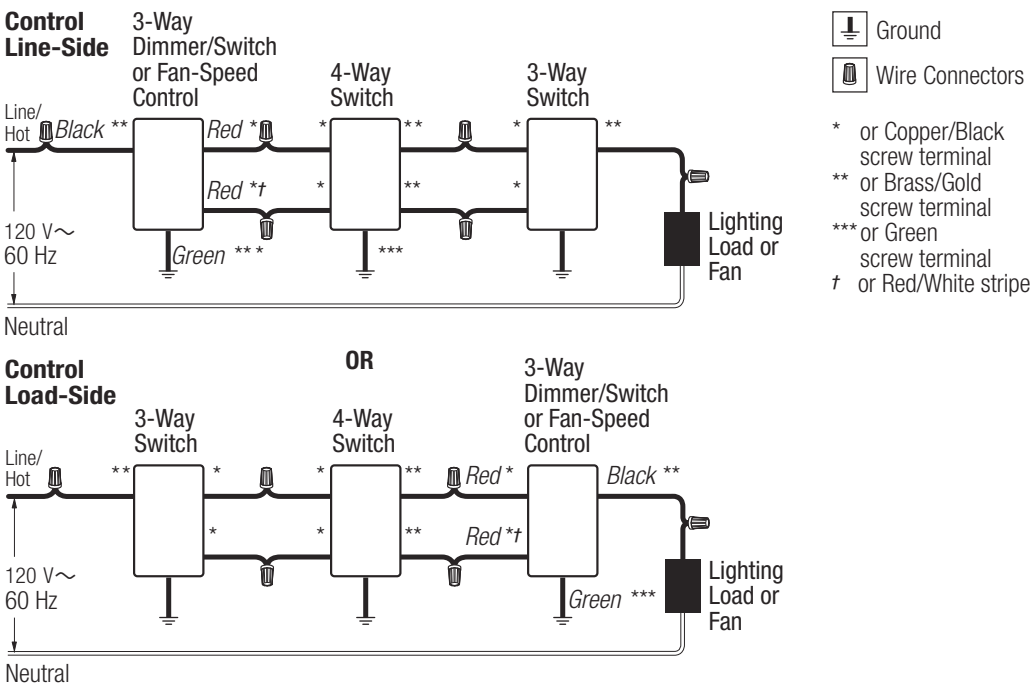 Control
Line-Side
3-Way
Dimmer/Switch
or Fan-Speed
Control
4-Way
Switch
3-Way
Switch
Line/
Hot
Black **
Red *
*
**
*
**
Red *†
*
**
*
120 V~
60 Hz
Green ** *
***
Lighting
Load or
Fan
Neutral
Ground
Wire Connectors
* or Copper/Black
screw terminal
** or Brass/Gold
screw terminal
*** or Green
screw terminal
† or Red/White stripe
OR
Control
Load-Side
3-Way
Switch
4-Way
Switch
3-Way
Dimmer/Switch
or Fan-Speed
Control
Line/
Hot
**
*
*
**
Red *
Black **
*
*
**
Red *†
120 V~
60 Hz
Green ***
Lighting
Load or
Fan
Neutral